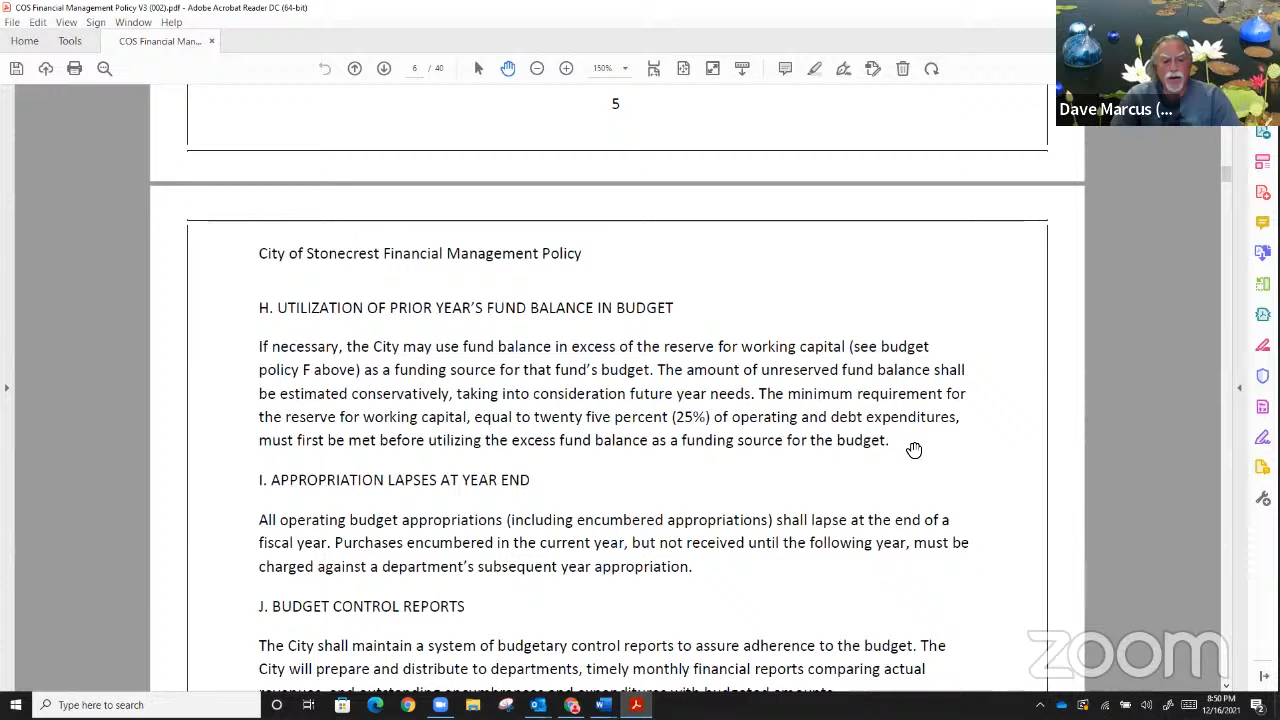 COS Financial Management Policy V3 (002).pdf - Adobe Acrobat Reader DC (64-bit)
File Edit View Sign Window Help
Home Tools COS Financial Man... ×
6 / 40 150%
Dave Marcus (...
5
City of Stonecrest Financial Management Policy
H. UTILIZATION OF PRIOR YEAR’S FUND BALANCE IN BUDGET
If necessary, the City may use fund balance in excess of the reserve for working capital (see budget
policy F above) as a funding source for that fund’s budget. The amount of unreserved fund balance shall
be estimated conservatively, taking into consideration future year needs. The minimum requirement for
the reserve for working capital, equal to twenty five percent (25%) of operating and debt expenditures,
must first be met before utilizing the excess fund balance as a funding source for the budget.
I. APPROPRIATION LAPSES AT YEAR END
All operating budget appropriations (including encumbered appropriations) shall lapse at the end of a
fiscal year. Purchases encumbered in the current year, but not received until the following year, must be
charged against a department’s subsequent year appropriation.
J. BUDGET CONTROL REPORTS
The City shall maintain a system of budgetary control reports to assure adherence to the budget. The
City will prepare and distribute to departments, timely monthly financial reports comparing actual
zoom
Type here to search
8:50 PM
12/16/2021